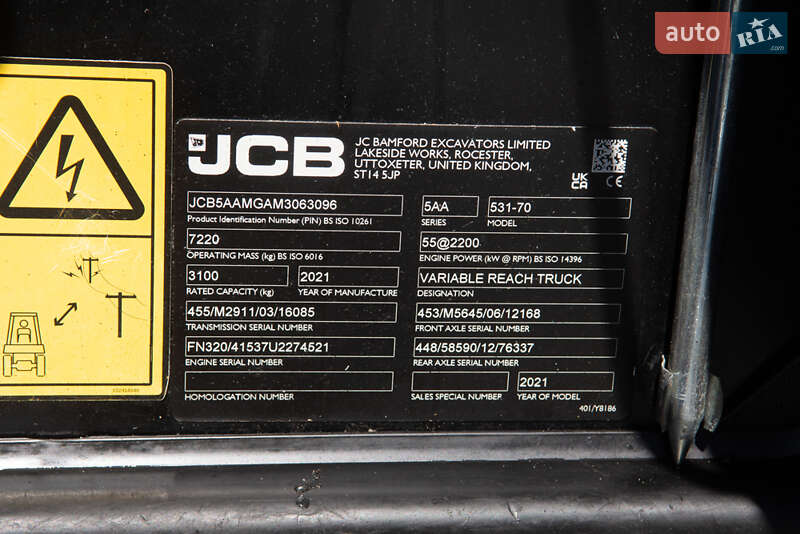 auto RIA.com
JCB
JC BAMFORD EXCAVATORS LIMITED
LAKESIDE WORKS, ROCESTER,
UTTOXETER, UNITED KINGDOM,
ST14 5JP
UK
CA CE
JCB5AAMGAM3063096
Product Identification Number (PIN) BS ISO 10261
5AA 531-70
SERIES MODEL
7220
OPERATING MASS (kg) BS ISO 6016
55@2200
ENGINE POWER (kW @ RPM) BS ISO 14396
3100 2021
RATED CAPACITY (kg) YEAR OF MANUFACTURE
VARIABLE REACH TRUCK
455/M2911/03/16085
TRANSMISSION SERIAL NUMBER
453/M5645/06/12168
FRONT AXLE SERIAL NUMBER
FN320/41537U2274521
ENGINE SERIAL NUMBER
448/58590/12/76337
REAR AXLE SERIAL NUMBER
HOMOLOGATION NUMBER
2021
SALES SPECIAL NUMBER YEAR OF MODEL
401/Y8186